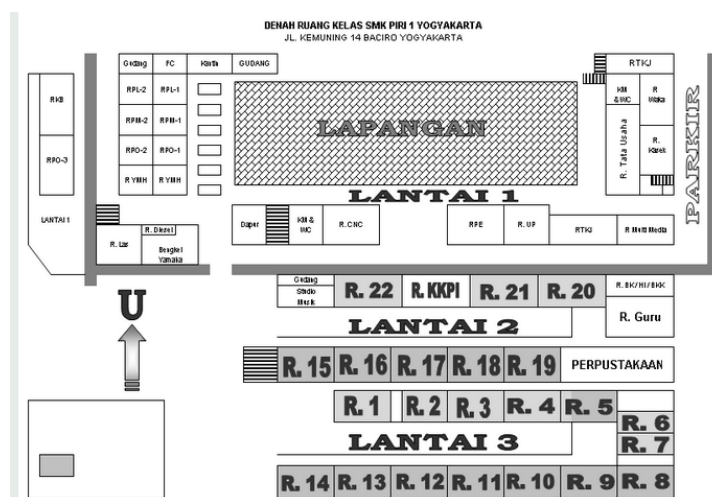 DENAH RUANG KELAS SMK PIRI 1 YOGYAKARTA
JL. KEMUNING 14 BACIRO YOGYAKARTA
Gudang FC Kantin GUDANG
RTKJ
RKB
RPL-2 RPL-1
KM & WC
R. Waka
RPM-2 RPM-1
LAPANGAN
PARKIR
RPO-3
RPO-2 RPO-1
R. Tata Usaha
R. YMH R. YMH
LANTAI 1
LANTAI 1
R. Las
R. Diesel
Bengkel
Yamaha
Dapur
KM & WC
R. CNC
RPE
R. UP
RTKJ
R. Multi Media
U
Gudang
Studio
Musik
R. 22
R. KKPI
R. 21
R. 20
R. BK/HI/BKK
R. Guru
LANTAI 2
R. 15 R. 16 R. 17 R. 18 R. 19 PERPUSTAKAAN
R. 1 R. 2 R. 3 R. 4 R. 5
R. 6
R. 7
LANTAI 3
R. 14 R. 13 R. 12 R. 11 R. 10 R. 9 R. 8